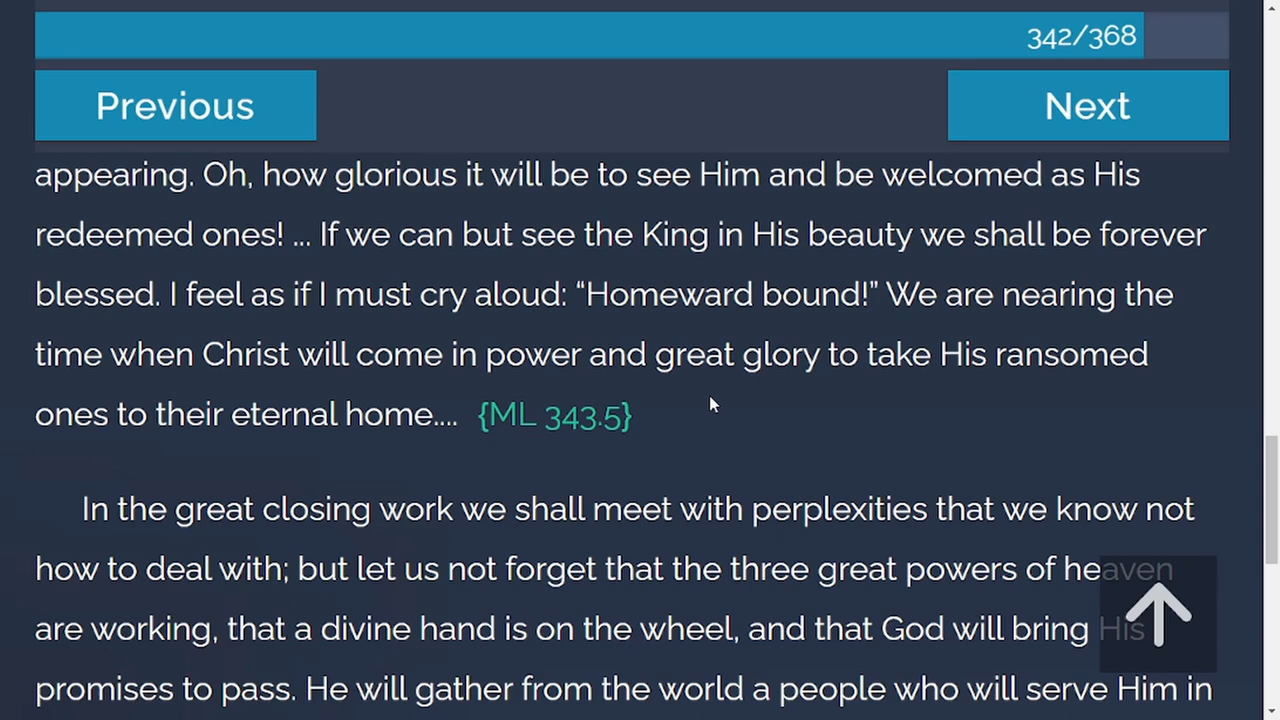 342/368
Previous
Next
appearing. Oh, how glorious it will be to see Him and be welcomed as His
redeemed ones! ... If we can but see the King in His beauty we shall be forever
blessed. I feel as if I must cry aloud: “Homeward bound!” We are nearing the
time when Christ will come in power and great glory to take His ransomed
ones to their eternal home.... {ML 343.5}
In the great closing work we shall meet with perplexities that we know not
how to deal with; but let us not forget that the three great powers of heaven
are working, that a divine hand is on the wheel, and that God will bring His
promises to pass. He will gather from the world a people who will serve Him in